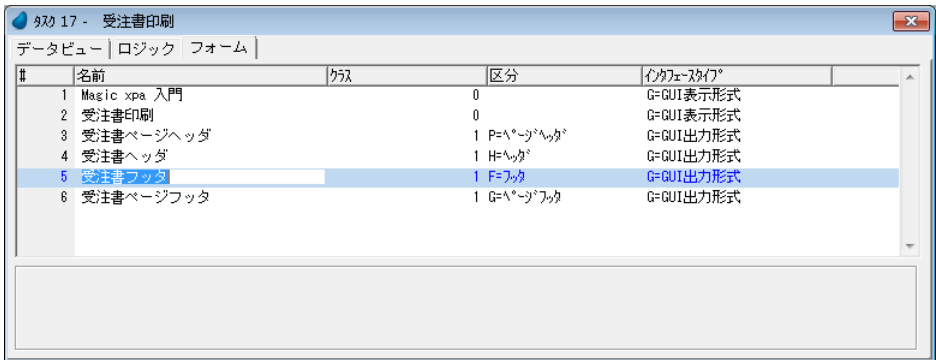 ﾀｽｸ 17 - 受注書印刷
データビュー ロジック フォーム
# 名前 ｸﾗｽ 区分 ｲﾝﾀﾌｪｰｽﾀｲﾌﾟ
1 Magic xpa 入門 0 G=GUI表示形式
2 受注書印刷 0 G=GUI表示形式
3 受注書ページヘッダ 1 P=ﾍﾟｰｼﾞﾍｯﾀﾞ G=GUI出力形式
4 受注書ヘッダ 1 H=ﾍｯﾀﾞ G=GUI出力形式
5 受注書フッタ 1 F=ﾌｯﾀ G=GUI出力形式
6 受注書ページフッタ 1 G=ﾍﾟｰｼﾞﾌｯﾀ G=GUI出力形式